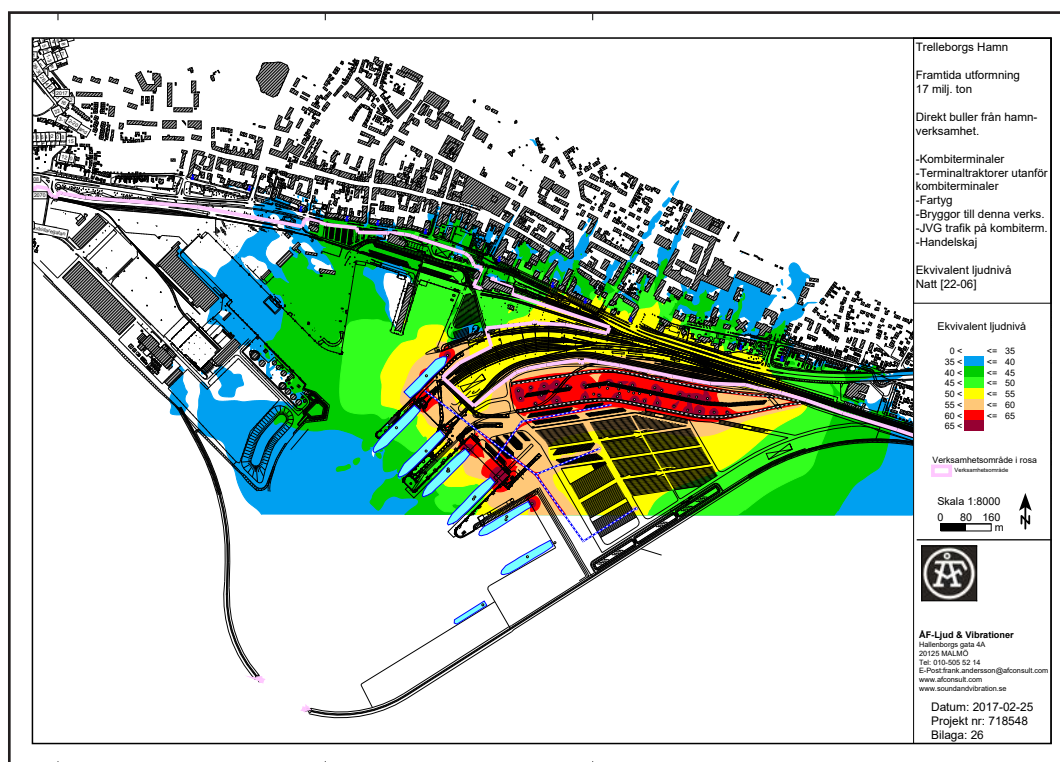 Trelleborgs Hamn
Framtida utformning
17 milj. ton
Direkt buller från hamn-
verksamhet.
-Kombiterminaler
-Terminaltraktorer utanför
kombiterminaler
-Fartyg
-Bryggor till denna verks.
-JVG trafik på kombiterm.
-Handelskaj
Ekvivalent ljudnivå
Natt [22-06]
Ekvivalent ljudnivå
0 < <= 35
35 < <= 40
40 < <= 45
45 < <= 50
50 < <= 55
55 < <= 60
60 < <= 65
65 <
Verksamhetsområde i rosa
Verksamhetsområde
Skala 1:8000
0 80 160
m
N
ÅF
ÅF-Ljud & Vibrationer
Hallenborgs gata 4A
20125 MALMÖ
Tel: 010-505 52 14
E-Post:frank.andersson@afconsult.com
www.afconsult.com
www.soundandvibration.se
Datum: 2017-02-25
Projekt nr: 718548
Bilaga: 26